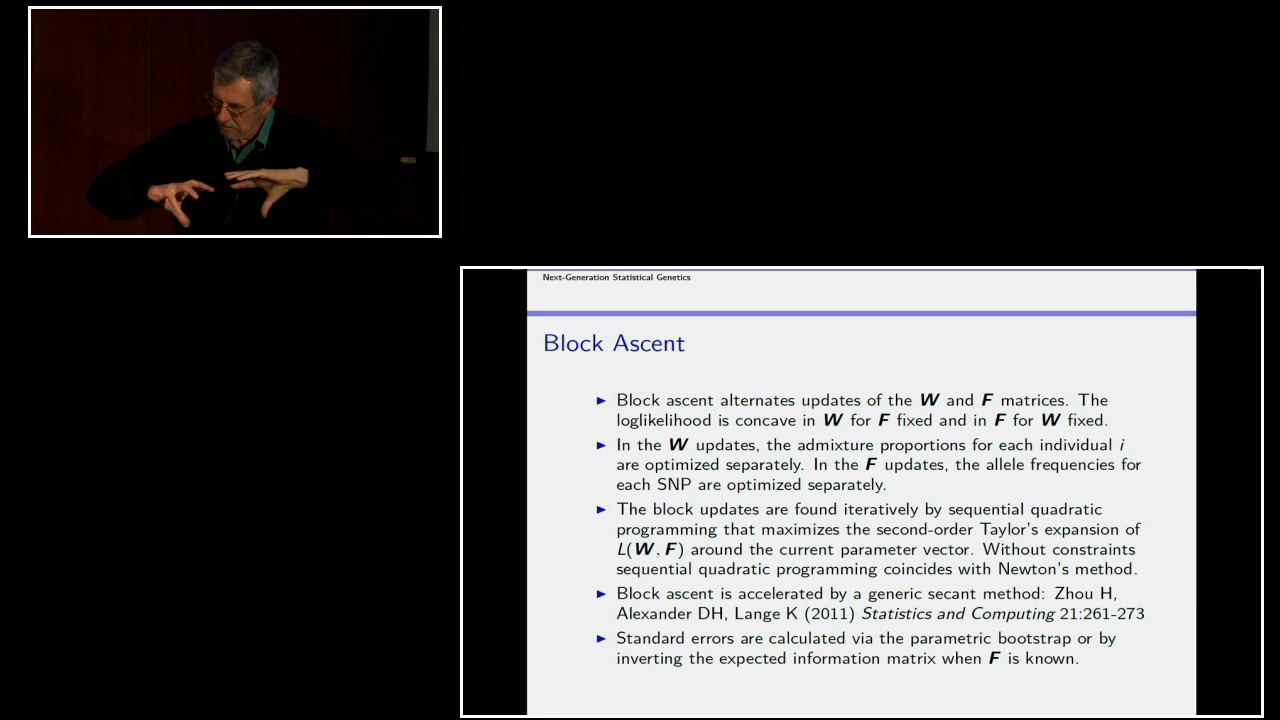 Next-Generation Statistical Genetics
Block Ascent
► Block ascent alternates updates of the W and F matrices. The
loglikelihood is concave in W for F fixed and in F for W fixed.
► In the W updates, the admixture proportions for each individual i
are optimized separately. In the F updates, the allele frequencies for
each SNP are optimized separately.
► The block updates are found iteratively by sequential quadratic
programming that maximizes the second-order Taylor's expansion of
L(W, F) around the current parameter vector. Without constraints
sequential quadratic programming coincides with Newton's method.
► Block ascent is accelerated by a generic secant method: Zhou H,
Alexander DH, Lange K (2011) Statistics and Computing 21:261-273
► Standard errors are calculated via the parametric bootstrap or by
inverting the expected information matrix when F is known.